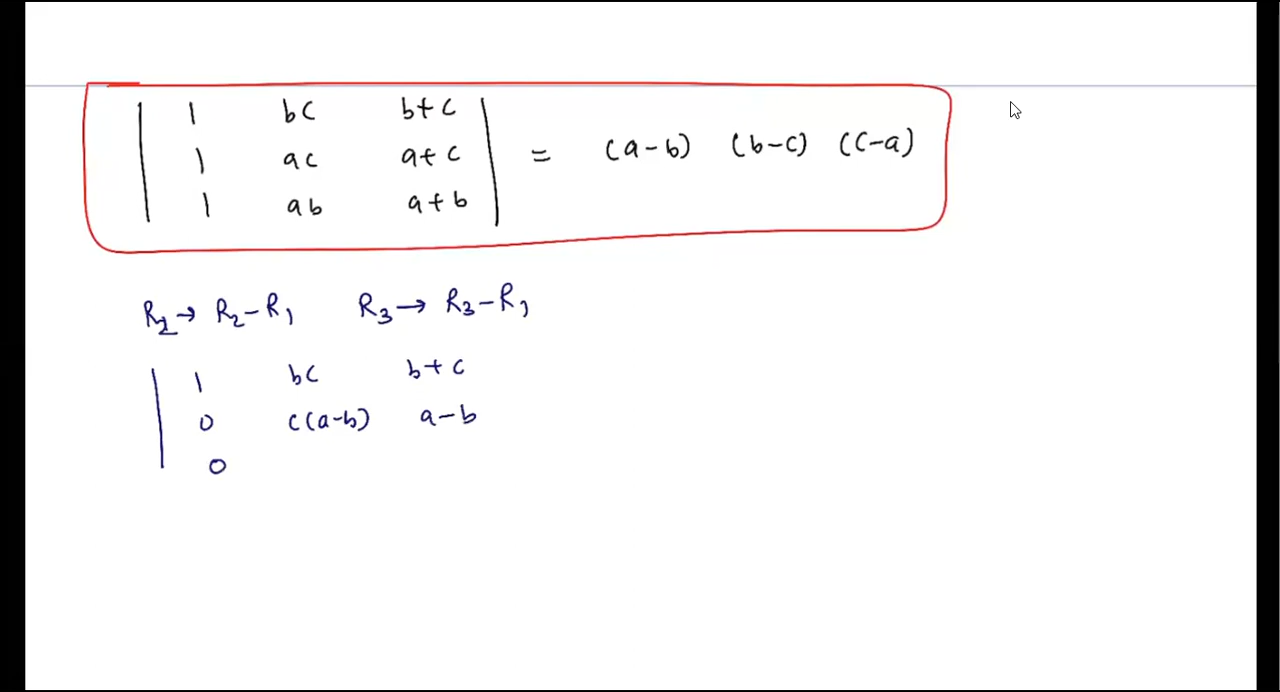 | 1 bc b+c |
| 1 ac a+c | = (a-b) (b-c) (c-a)
| 1 ab a+b |
R2 → R2-R1 R3 → R3-R1
| 1 bc b+c
| 0 c(a-b) a-b
| 0